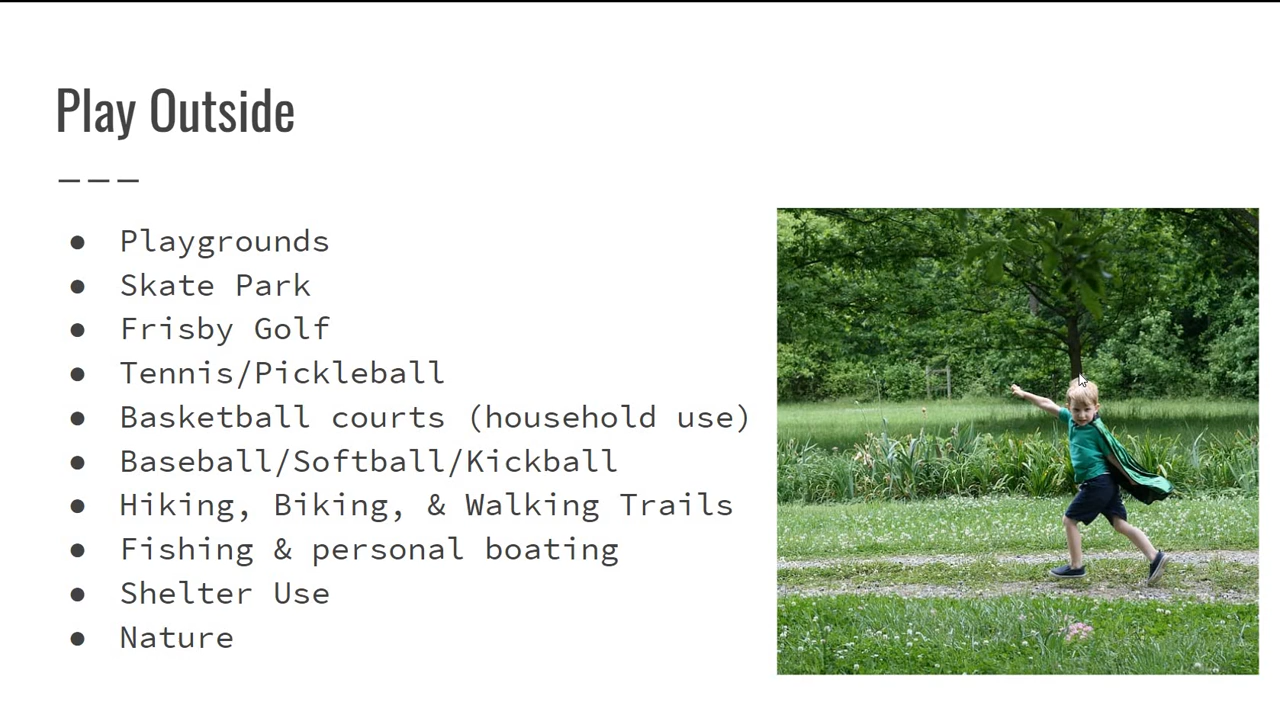 Play Outside
Playgrounds
Skate Park
Frisby Golf
Tennis/Pickleball
Basketball courts (household use)
Baseball/Softball/Kickball
Hiking, Biking, & Walking Trails
Fishing & personal boating
Shelter Use
Nature